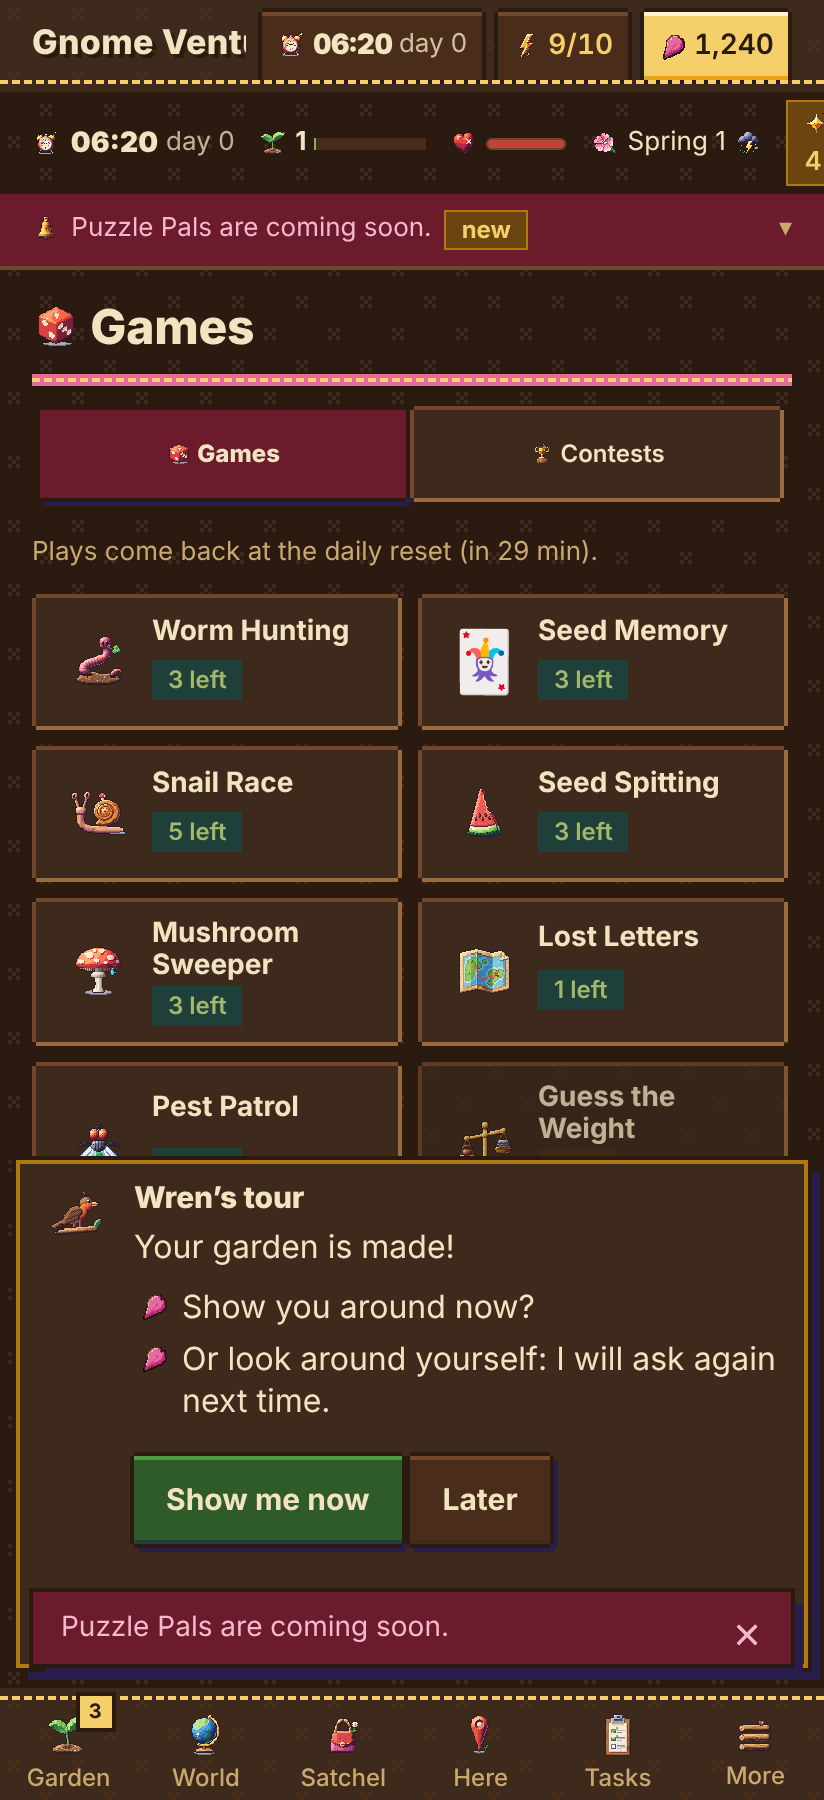 Gnome Ventu
06:20 day 0
9/10
1,240
06:20 day 0
1
Spring 1
4
Puzzle Pals are coming soon.
new
Games
Games
Contests
Plays come back at the daily reset (in 29 min).
Worm Hunting
3 left
Seed Memory
3 left
Snail Race
5 left
Seed Spitting
3 left
Mushroom
Sweeper
3 left
Lost Letters
1 left
Pest Patrol
Guess the
Weight
Wren’s tour
Your garden is made!
Show you around now?
Or look around yourself: I will ask again
next time.
Show me now
Later
Puzzle Pals are coming soon.
3
Garden
World
Satchel
Here
Tasks
More